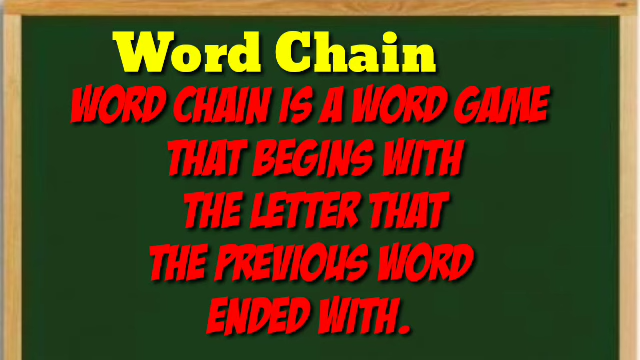 Word Chain
WORD CHAIN IS A WORD GAME
THAT BEGINS WITH
THE LETTER THAT
THE PREVIOUS WORD
ENDED WITH.